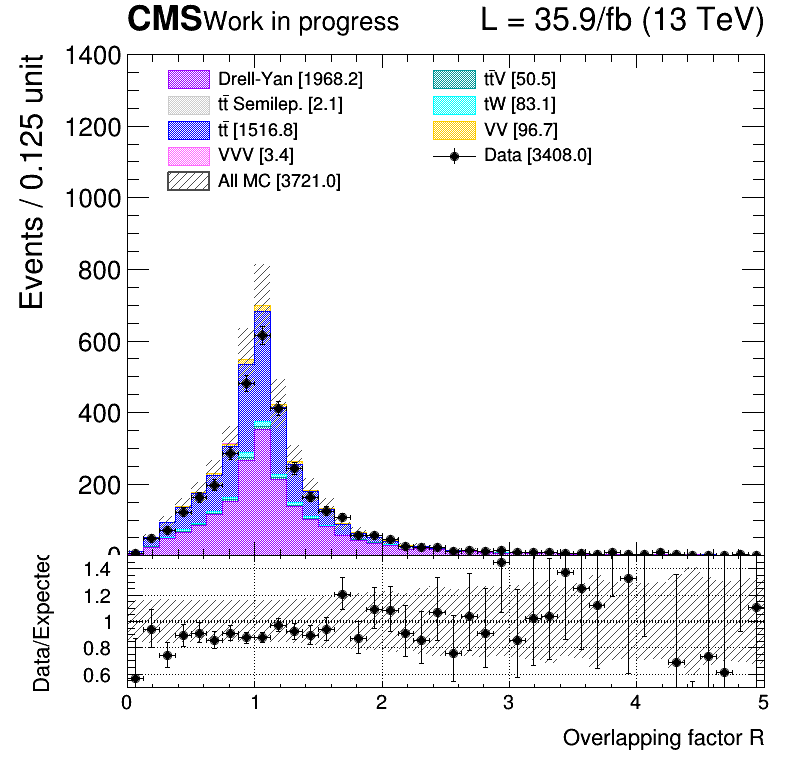 CMS Work in progress L = 35.9/fb (13 TeV)
Events / 0.125 unit
1400
1200
1000
800
600
400
200
0
Drell-Yan [1968.2]
tt̄ Semilep. [2.1]
tt̄ [1516.8]
VVV [3.4]
All MC [3721.0]
tt̄V [50.5]
tW [83.1]
VV [96.7]
Data [3408.0]
Data/Expected
1.4
1.2
1
0.8
0.6
0 1 2 3 4 5
Overlapping factor R